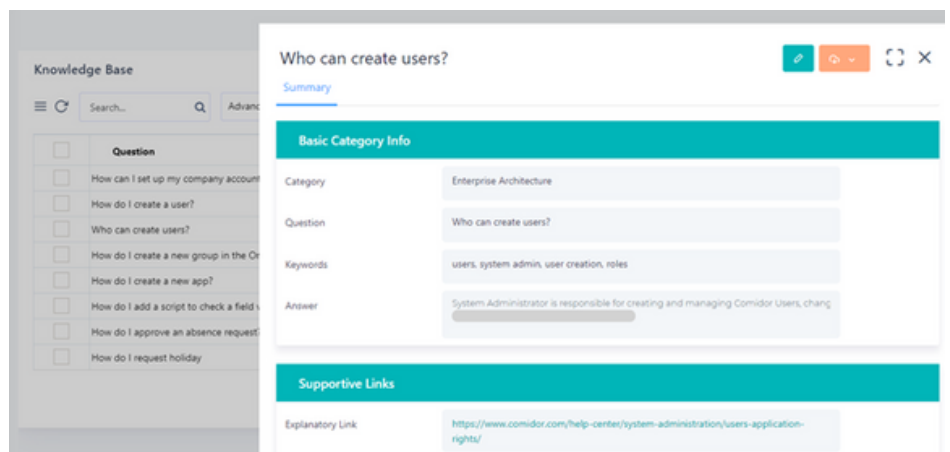 Knowledge Base
Search...
Advanc
Question
How can I set up my company account
How do I create a user?
Who can create users?
How do I create a new group in the Or
How do I create a new app?
How do I add a script to check a field v
How do I approve an absence request?
How do I request holiday
Who can create users?
Summary
Basic Category Info
Category
Enterprise Architecture
Question
Who can create users?
Keywords
users, system admin, user creation, roles
Answer
System Administrator is responsible for creating and managing Comidor Users, chang
Supportive Links
Explanatory Link
https://www.comidor.com/help-center/system-administration/users-application-
rights/